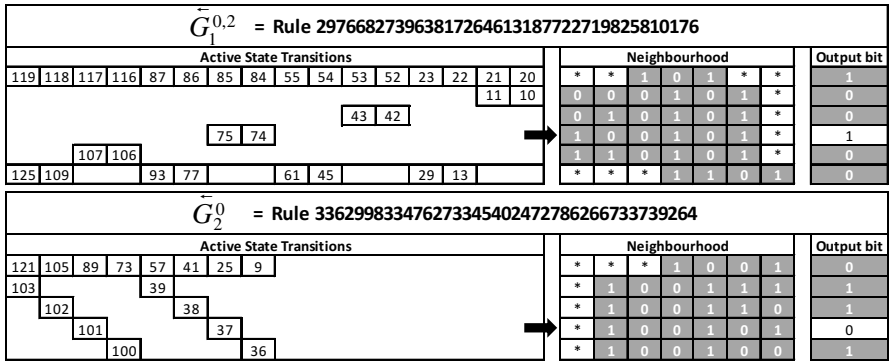 G⃖₁⁰,² = Rule 297668273963817264613187722719825810176
Active State Transitions Neighbourhood Output bit
119 118 117 116 87 86 85 84 55 54 53 52 23 22 21 20 * * 1 0 1 * * 1
11 10 0 0 0 1 0 1 * 0
43 42 0 1 0 1 0 1 * 0
75 74 1 0 0 1 0 1 * 1
107 106 1 1 0 1 0 1 * 0
125 109 93 77 61 45 29 13 * * * 1 1 0 1 0
G⃖₂⁰ = Rule 336299833476273345402472786266733739264
Active State Transitions Neighbourhood Output bit
121 105 89 73 57 41 25 9 * * * 1 0 0 1 0
103 39 * 1 0 0 1 1 1 1
102 38 * 1 0 0 1 1 0 1
101 37 * 1 0 0 1 0 1 0
100 36 * 1 0 0 1 0 0 1